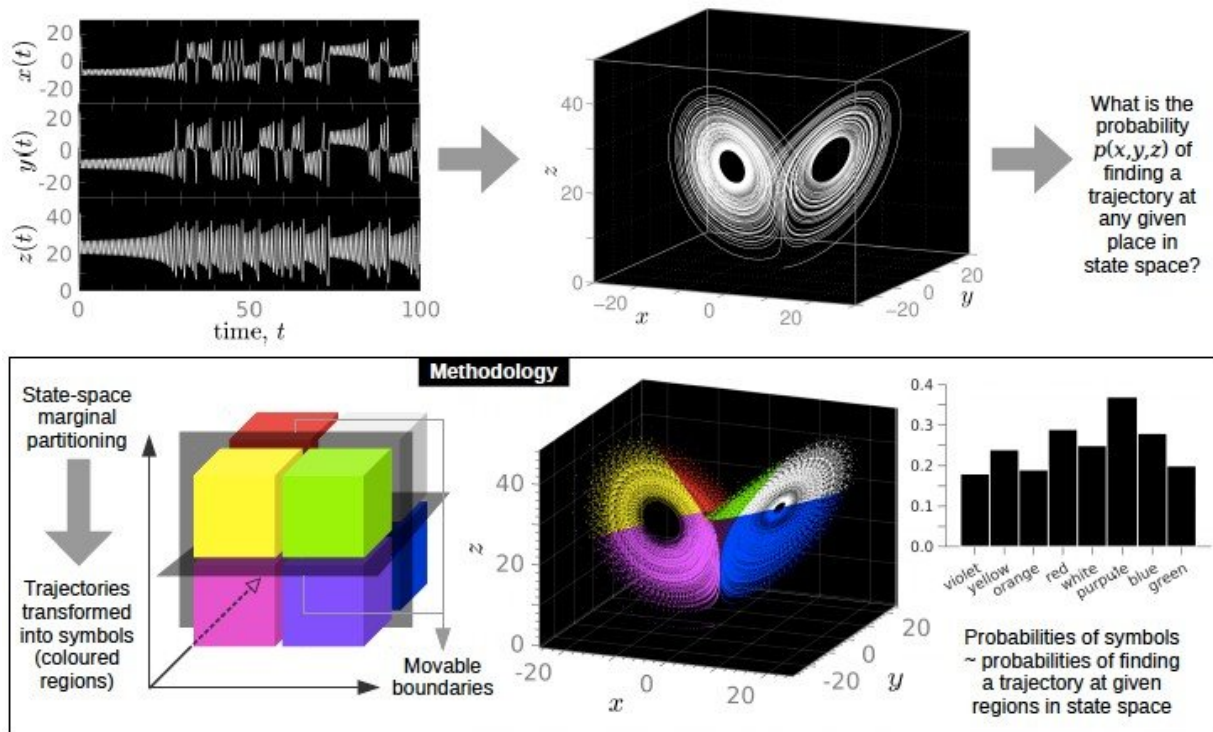 x(t)
20
0
-20
y(t)
20
0
-20
z(t)
40
20
0
0
50
100
time, t
z
40
20
0
-20
0
20
x
-20
0
20
y
What is the
probability
p(x,y,z) of
finding a
trajectory at
any given
place in
state space?
Methodology
State-space
marginal
partitioning
Trajectories
transformed
into symbols
(coloured
regions)
Movable
boundaries
z
40
30
20
10
0
-20
0
20
x
-20
0
20
y
0.4
0.3
0.2
0.1
0.0
violet
yellow
orange
red
white
purpu1e
blue
green
Probabilities of symbols
~ probabilities of finding
a trajectory at given
regions in state space